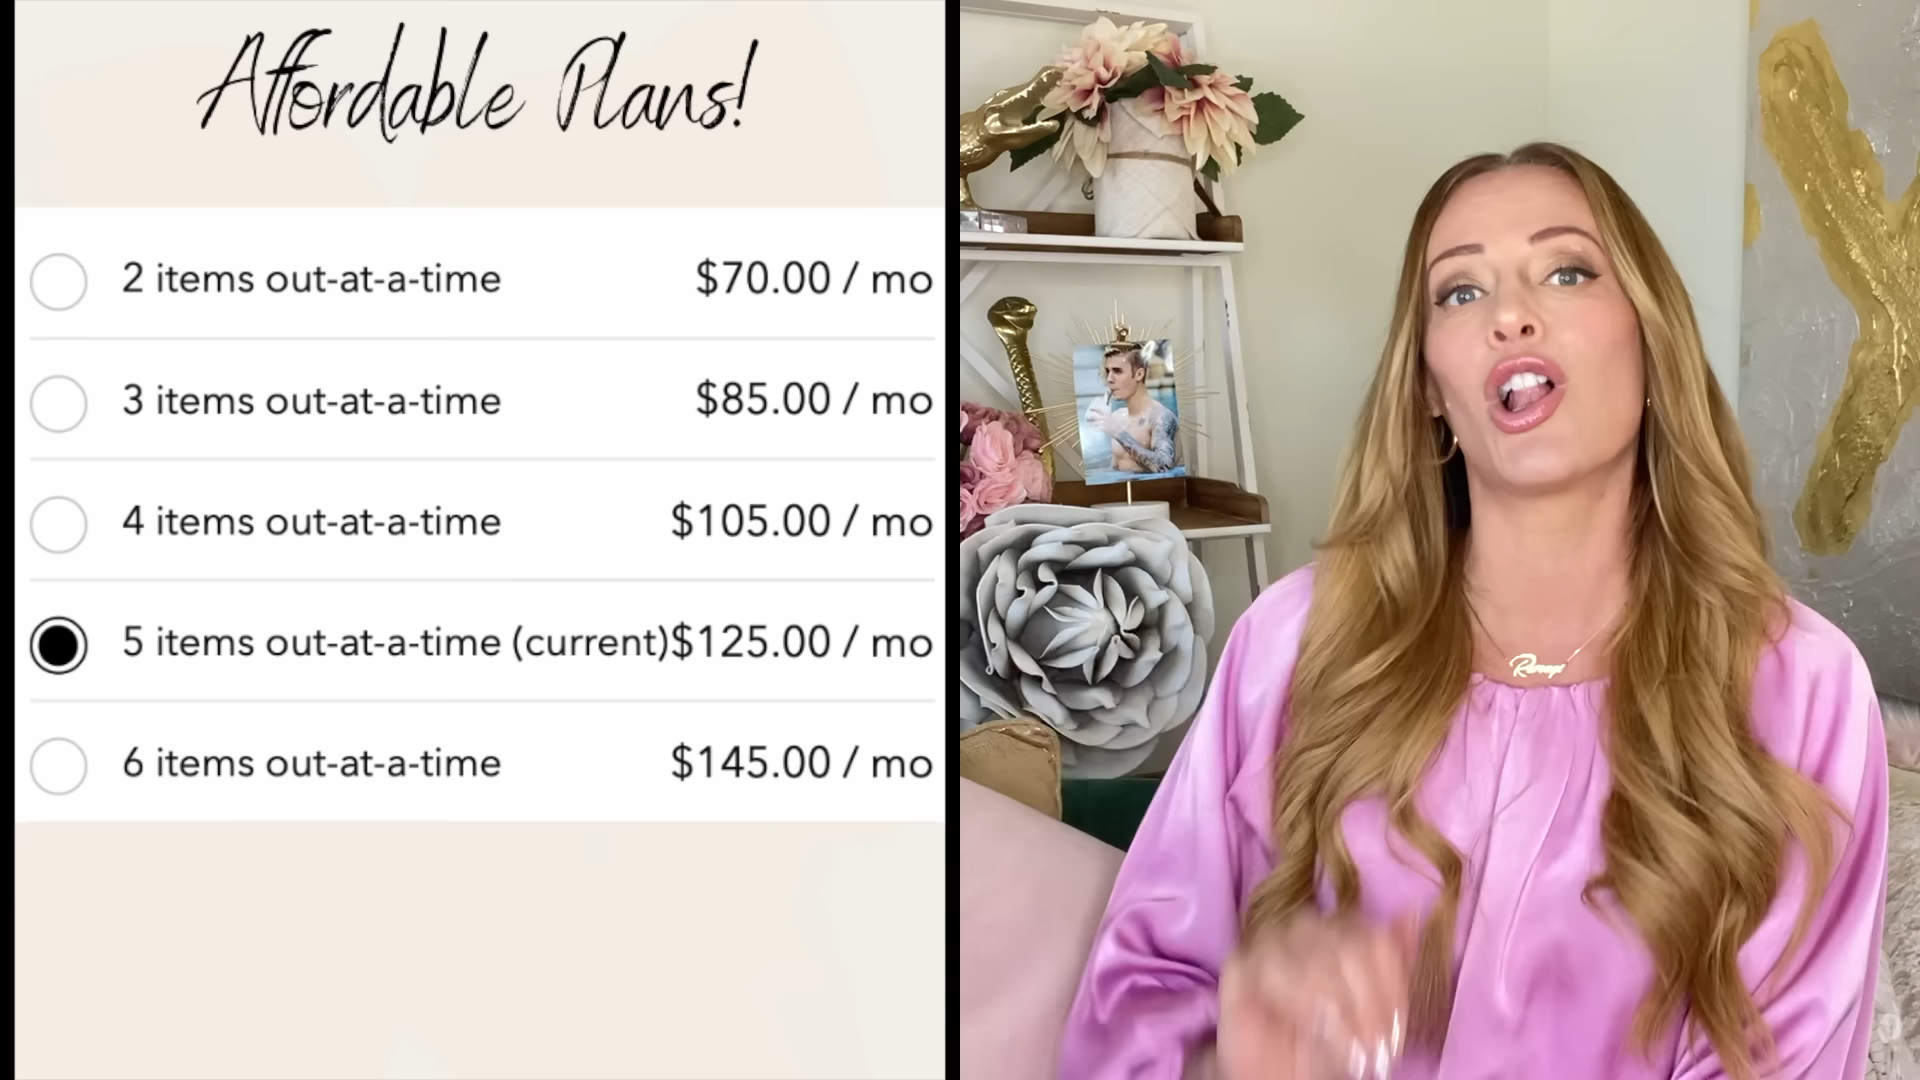 Affordable Plans!
2 items out-at-a-time $70.00 / mo
3 items out-at-a-time $85.00 / mo
4 items out-at-a-time $105.00 / mo
5 items out-at-a-time (current) $125.00 / mo
6 items out-at-a-time $145.00 / mo